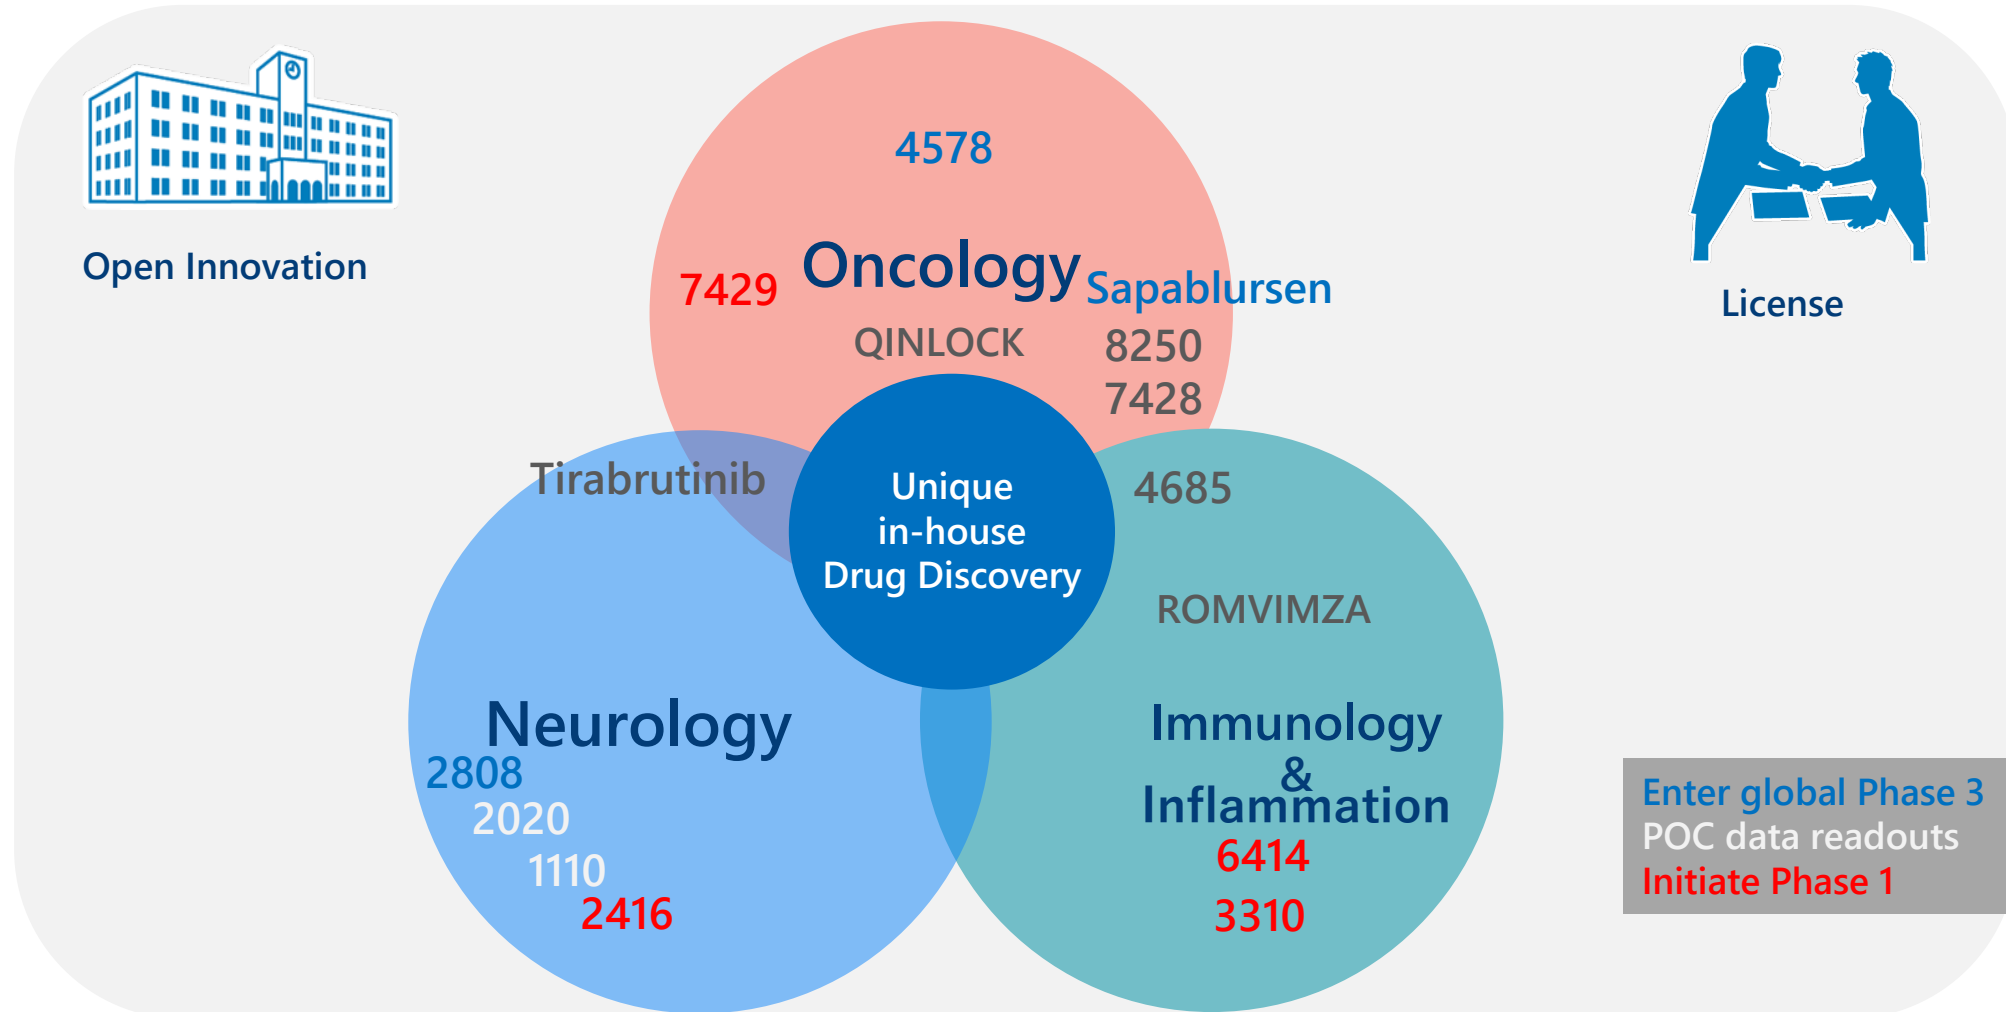 Open Innovation
License
4578
Oncology
7429
Sapablursen
QINLOCK
8250
7428
Tirabrutinib
Unique
in-house
Drug Discovery
4685
ROMVIMZA
Neurology
2808
2020
1110
2416
Immunology
&
Inflammation
6414
3310
Enter global Phase 3
POC data readouts
Initiate Phase 1